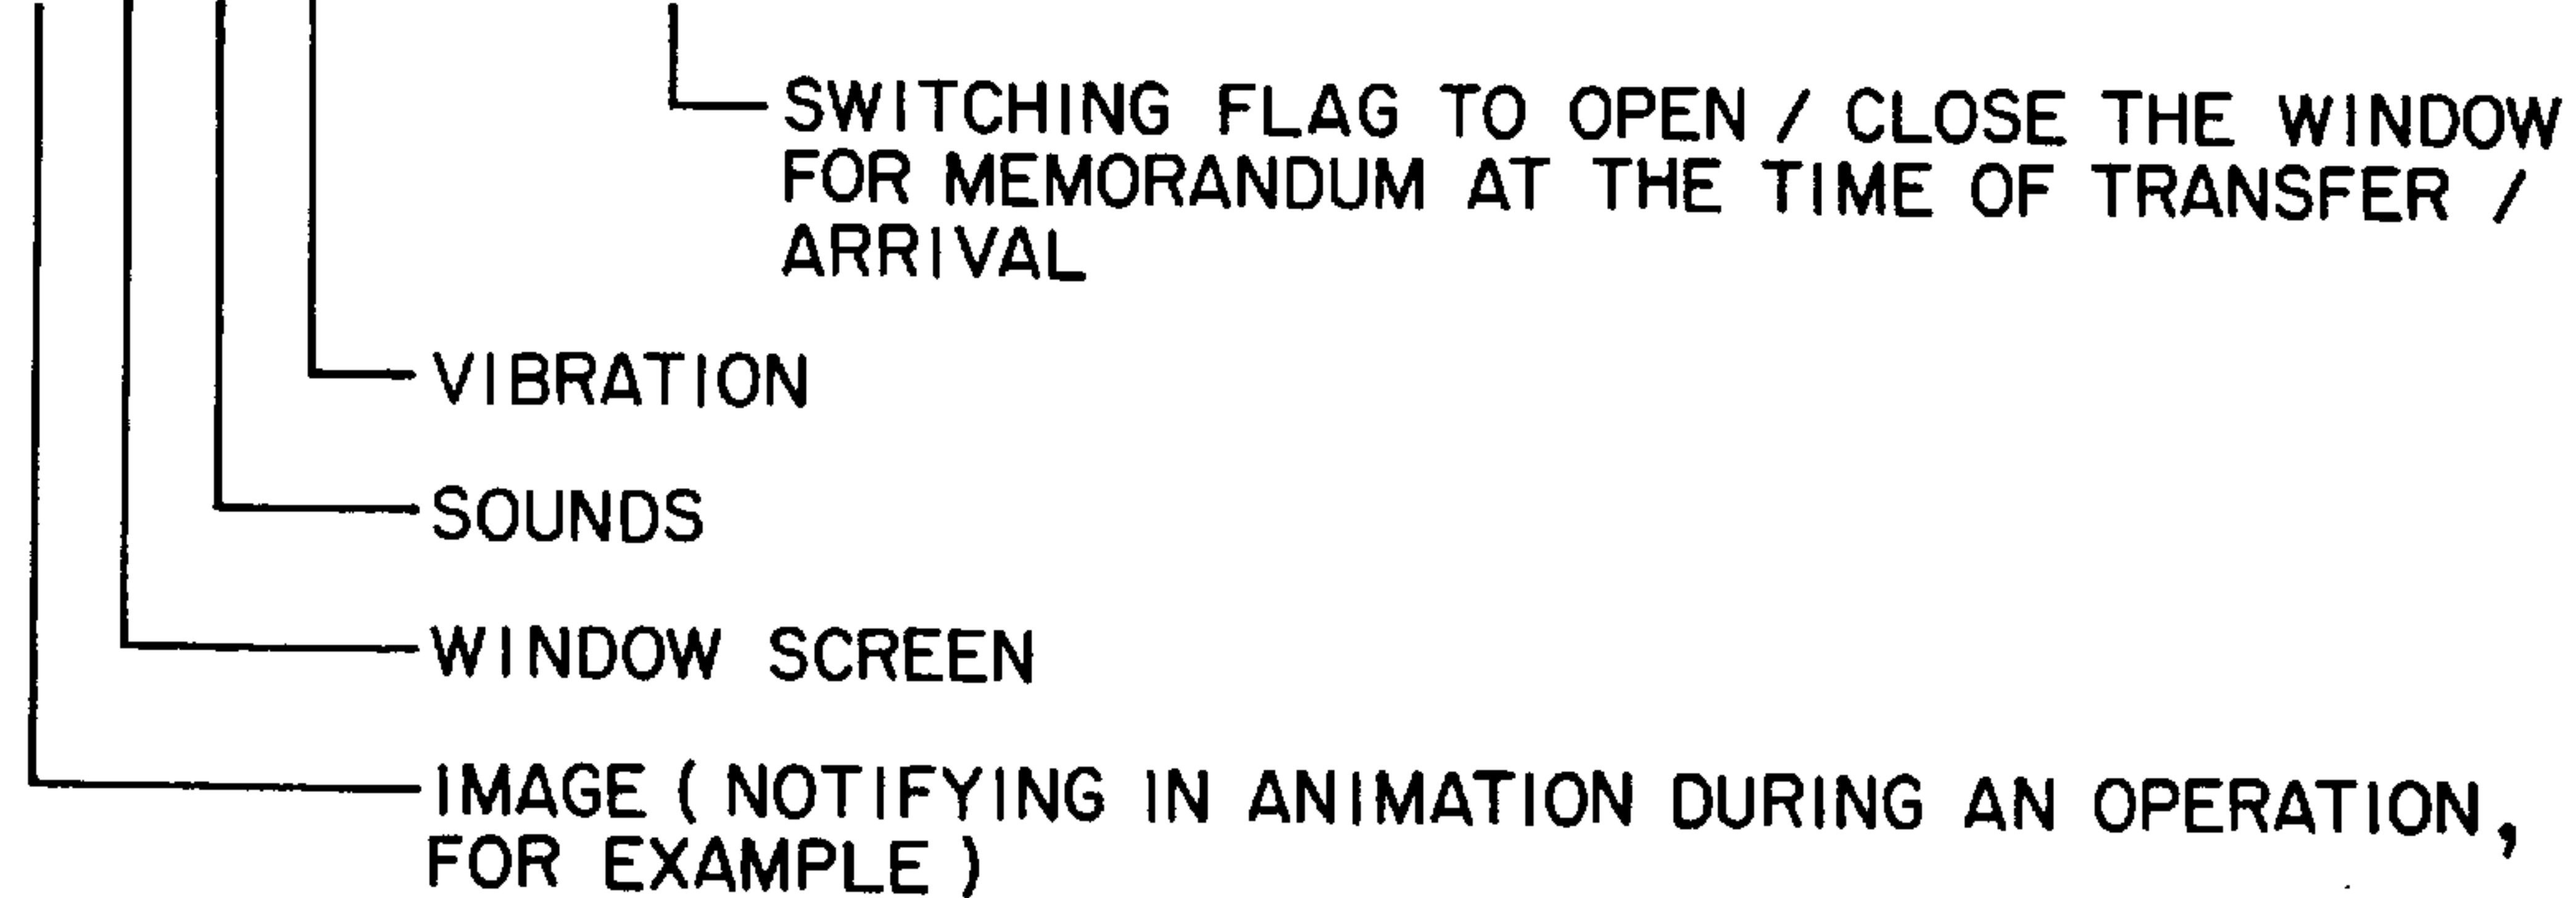 SWITCHING FLAG TO OPEN / CLOSE THE WINDOW
FOR MEMORANDUM AT THE TIME OF TRANSFER /
ARRIVAL
VIBRATION
SOUNDS
WINDOW SCREEN
IMAGE ( NOTIFYING IN ANIMATION DURING AN OPERATION,
FOR EXAMPLE )